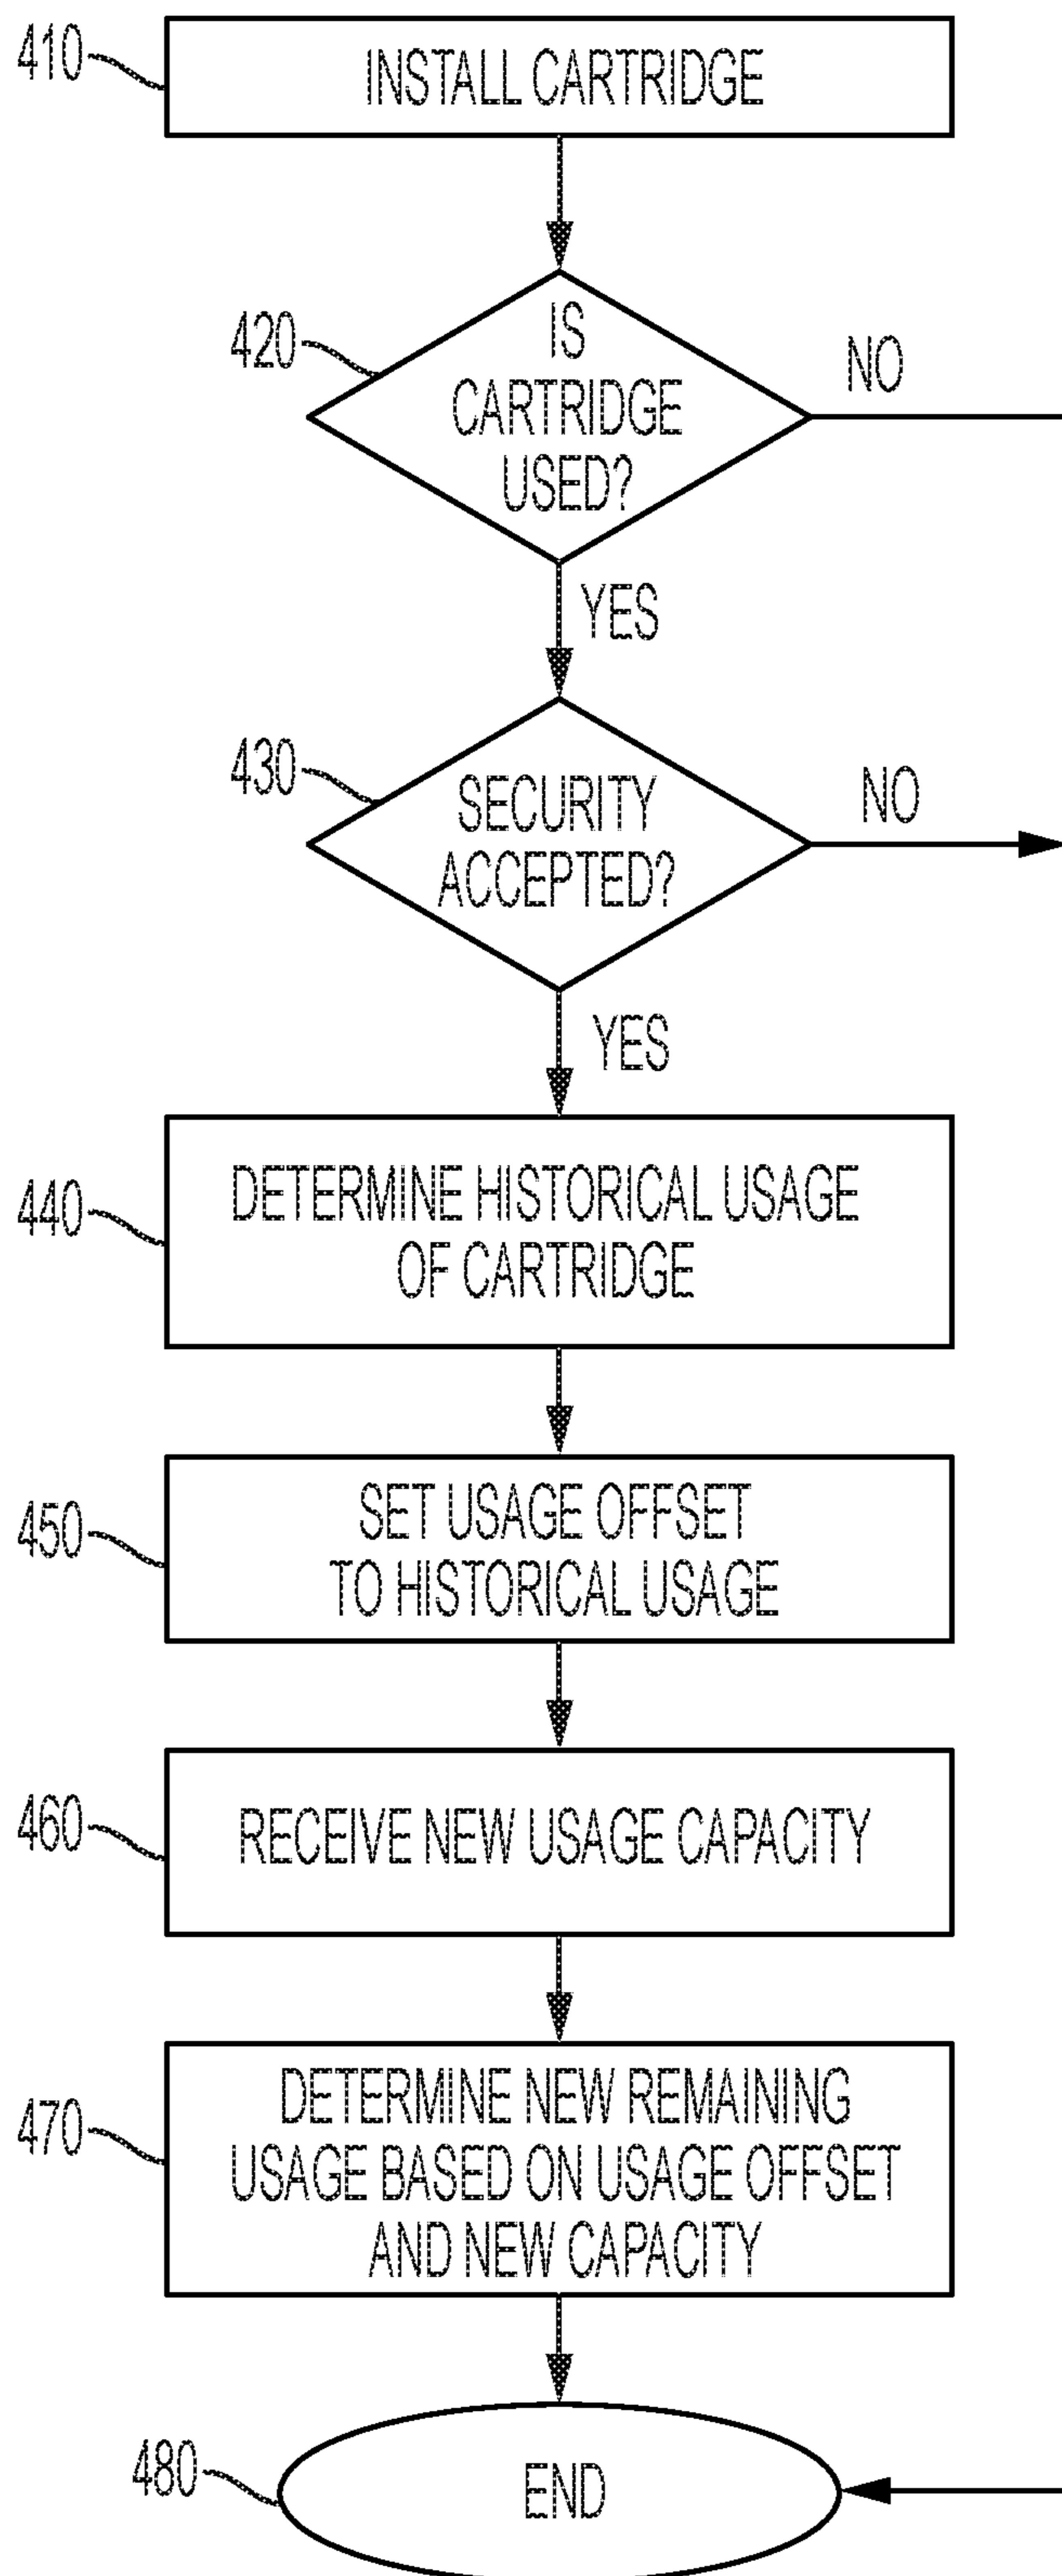 410
INSTALL CARTRIDGE
420
IS
CARTRIDGE
USED?
NO
YES
430
SECURITY
ACCEPTED?
NO
YES
440
DETERMINE HISTORICAL USAGE
OF CARTRIDGE
450
SET USAGE OFFSET
TO HISTORICAL USAGE
460
RECEIVE NEW USAGE CAPACITY
470
DETERMINE NEW REMAINING
USAGE BASED ON USAGE OFFSET
AND NEW CAPACITY
480
END